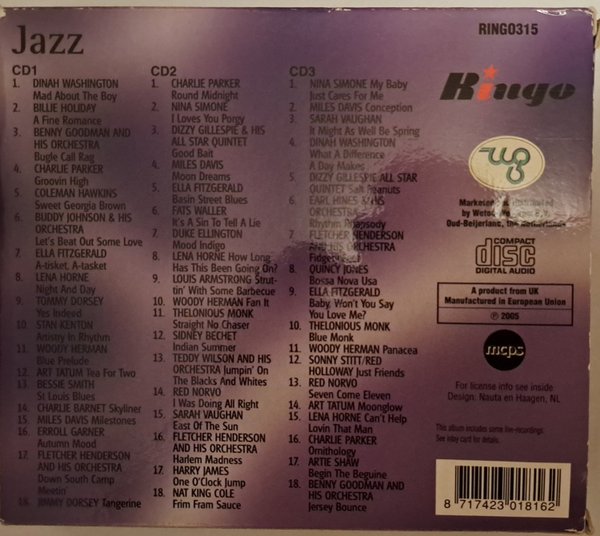 Jazz
RINGO315
CD1
1. DINAH WASHINGTON
Mad About The Boy
2. BILLIE HOLIDAY
A Fine Romance
3. BENNY GOODMAN AND
HIS ORCHESTRA
Bugle Call Rag
4. CHARLIE PARKER
Groovin High
5. COLEMAN HAWKINS
Sweet Georgia Brown
6. BUDDY JOHNSON & HIS
ORCHESTRA
Let's Beat Out Some Love
7. ELLA FITZGERALD
A-tisket, A-tasket
8. LENA HORNE
Night And Day
9. TOMMY DORSEY
Yes Indeed
10. STAN KENTON
Artistry In Rhythm
11. WOODY HERMAN
Blue Prelude
12. ART TATUM Tea For Two
13. BESSIE SMITH
St Louis Blues
14. CHARLIE BARNET Skyliner
15. MILES DAVIS Milestones
16. ERROLL GARNER
Autumn Mood
17. FLETCHER HENDERSON
AND HIS ORCHESTRA
Down South Camp
Meetin'
18. JIMMY DORSEY Tangerine
CD2
1. CHARLIE PARKER
Round Midnight
2. NINA SIMONE
I Loves You Porgy
3. DIZZY GILLESPIE & HIS
ALL STAR QUINTET
Good Bait
4. MILES DAVIS
Moon Dreams
5. ELLA FITZGERALD
Basin Street Blues
6. FATS WALLER
It's A Sin To Tell A Lie
7. DUKE ELLINGTON
Mood Indigo
8. LENA HORNE How Long
Has This Been Going On?
9. LOUIS ARMSTRONG Strut-
tin' With Some Barbecue
10. WOODY HERMAN Fan It
11. THELONIOUS MONK
Straight No Chaser
12. SIDNEY BECHET
Indian Summer
13. TEDDY WILSON AND HIS
ORCHESTRA Jumpin' On
The Blacks And Whites
14. RED NORVO
I Was Doing All Right
15. SARAH VAUGHAN
East Of The Sun
16. FLETCHER HENDERSON
AND HIS ORCHESTRA
Harlem Madness
17. HARRY JAMES
One O'Clock Jump
18. NAT KING COLE
Frim Fram Sauce
CD3
1. NINA SIMONE My Baby
Just Cares For Me
2. MILES DAVIS Conception
3. SARAH VAUGHAN
It Might As Well Be Spring
4. DINAH WASHINGTON
What A Difference
A Day Makes
5. DIZZY GILLESPIE ALL STAR
QUINTET Salt Peanuts
6. EARL HINES & HIS
ORCHESTRA
Rhythm Rhapsody
7. FLETCHER HENDERSON
AND HIS ORCHESTRA
8. QUINCY JONES
Bossa Nova Usa
9. ELLA FITZGERALD
Baby, Won't You Say
You Love Me?
10. THELONIOUS MONK
Blue Monk
11. WOODY HERMAN Panacea
12. SONNY STITT/RED
HOLLOWAY Just Friends
13. RED NORVO
Seven Come Eleven
14. ART TATUM Moonglow
15. LENA HORNE Can't Help
Lovin That Man
16. CHARLIE PARKER
Ornithology
17. ARTIE SHAW
Begin The Beguine
18. BENNY GOODMAN AND
HIS ORCHESTRA
Jersey Bounce
Ringo
wg
Marketed and distributed
by
Oud-Beijerland, the Netherlands
COMPACT
disc
DIGITAL AUDIO
A product from UK
Manufactured in European Union
℗ 2005
mcps
For license info see inside
Design: Nauta en Haagen, NL
This album includes some live-recordings.
See inlay card for details.
8 717423 018162